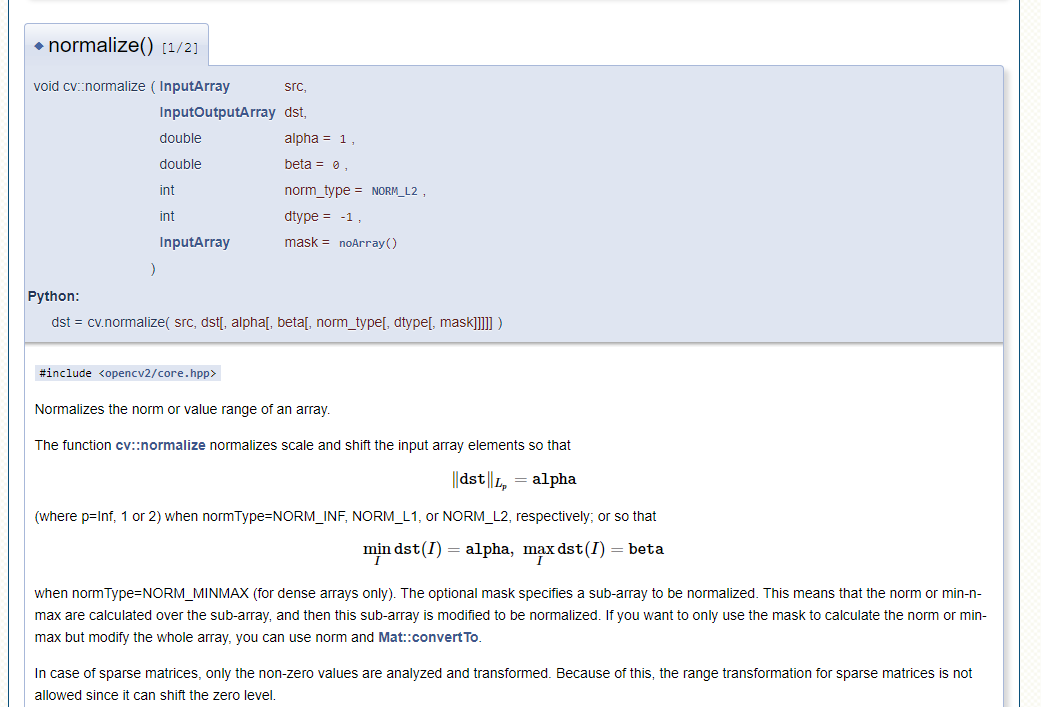 ◆ normalize() [1/2]
void cv::normalize ( InputArray src,
InputOutputArray dst,
double alpha = 1 ,
double beta = 0 ,
int norm_type = NORM_L2 ,
int dtype = -1 ,
InputArray mask = noArray()
)
Python:
dst = cv.normalize( src, dst[, alpha[, beta[, norm_type[, dtype[, mask]]]]] )
#include <opencv2/core.hpp>
Normalizes the norm or value range of an array.
The function cv::normalize normalizes scale and shift the input array elements so that
‖dst‖_{L_p} = alpha
(where p=Inf, 1 or 2) when normType=NORM_INF, NORM_L1, or NORM_L2, respectively; or so that
min_I dst(I) = alpha, max_I dst(I) = beta
when normType=NORM_MINMAX (for dense arrays only). The optional mask specifies a sub-array to be normalized. This means that the norm or min-n-
max are calculated over the sub-array, and then this sub-array is modified to be normalized. If you want to only use the mask to calculate the norm or min-
max but modify the whole array, you can use norm and Mat::convertTo.
In case of sparse matrices, only the non-zero values are analyzed and transformed. Because of this, the range transformation for sparse matrices is not
allowed since it can shift the zero level.